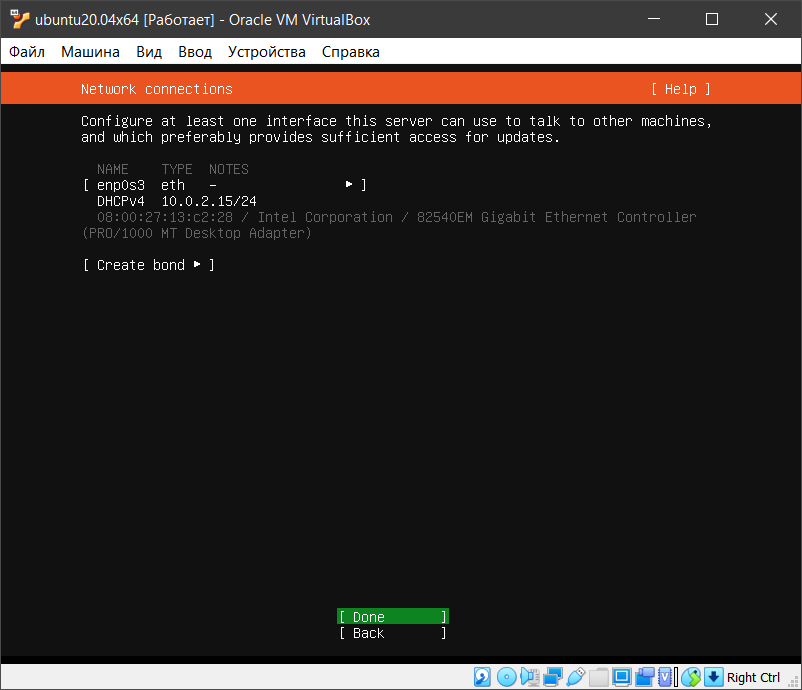 ubuntu20.04x64 [Работает] - Oracle VM VirtualBox
Файл Машина Вид Ввод Устройства Справка
Network connections [ Help ]
Configure at least one interface this server can use to talk to other machines,
and which preferably provides sufficient access for updates.
NAME TYPE NOTES
[ enp0s3 eth – ▸ ]
DHCPv4 10.0.2.15/24
08:00:27:13:c2:28 / Intel Corporation / 82540EM Gigabit Ethernet Controller
(PRO/1000 MT Desktop Adapter)
[ Create bond ▸ ]
[ Done ]
[ Back ]
Right Ctrl